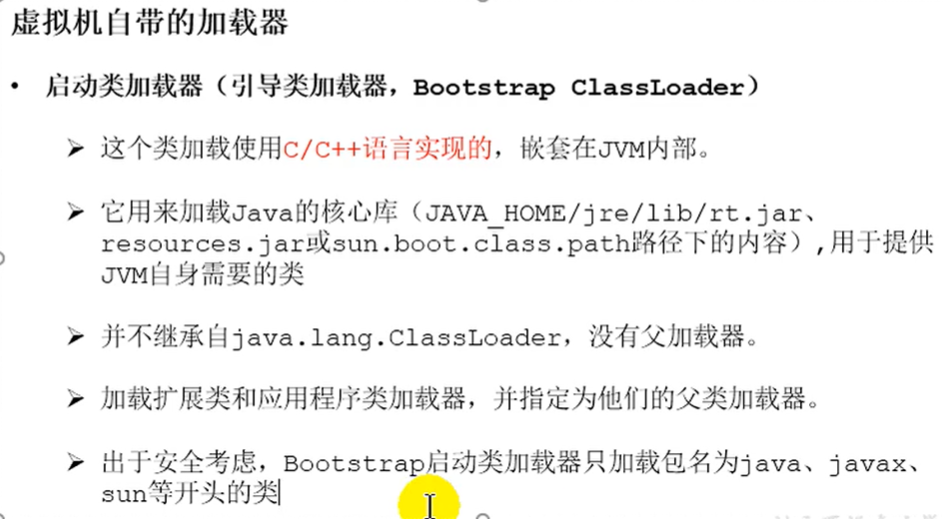 虚拟机自带的加载器
• 启动类加载器（引导类加载器，Bootstrap ClassLoader）
➢ 这个类加载使用C/C++语言实现的，嵌套在JVM内部。
➢ 它用来加载Java的核心库（JAVA_HOME/jre/lib/rt.jar、
resources.jar或sun.boot.class.path路径下的内容）,用于提供
JVM自身需要的类
➢ 并不继承自java.lang.ClassLoader，没有父加载器。
➢ 加载扩展类和应用程序类加载器，并指定为他们的父类加载器。
➢ 出于安全考虑，Bootstrap启动类加载器只加载包名为java、javax、
sun等开头的类